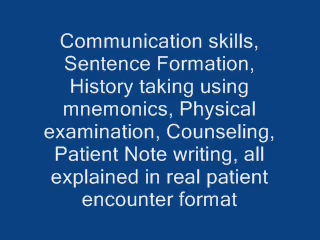 Communication skills,
Sentence Formation,
History taking using
mnemonics, Physical
examination, Counseling,
Patient Note writing, all
explained in real patient
encounter format